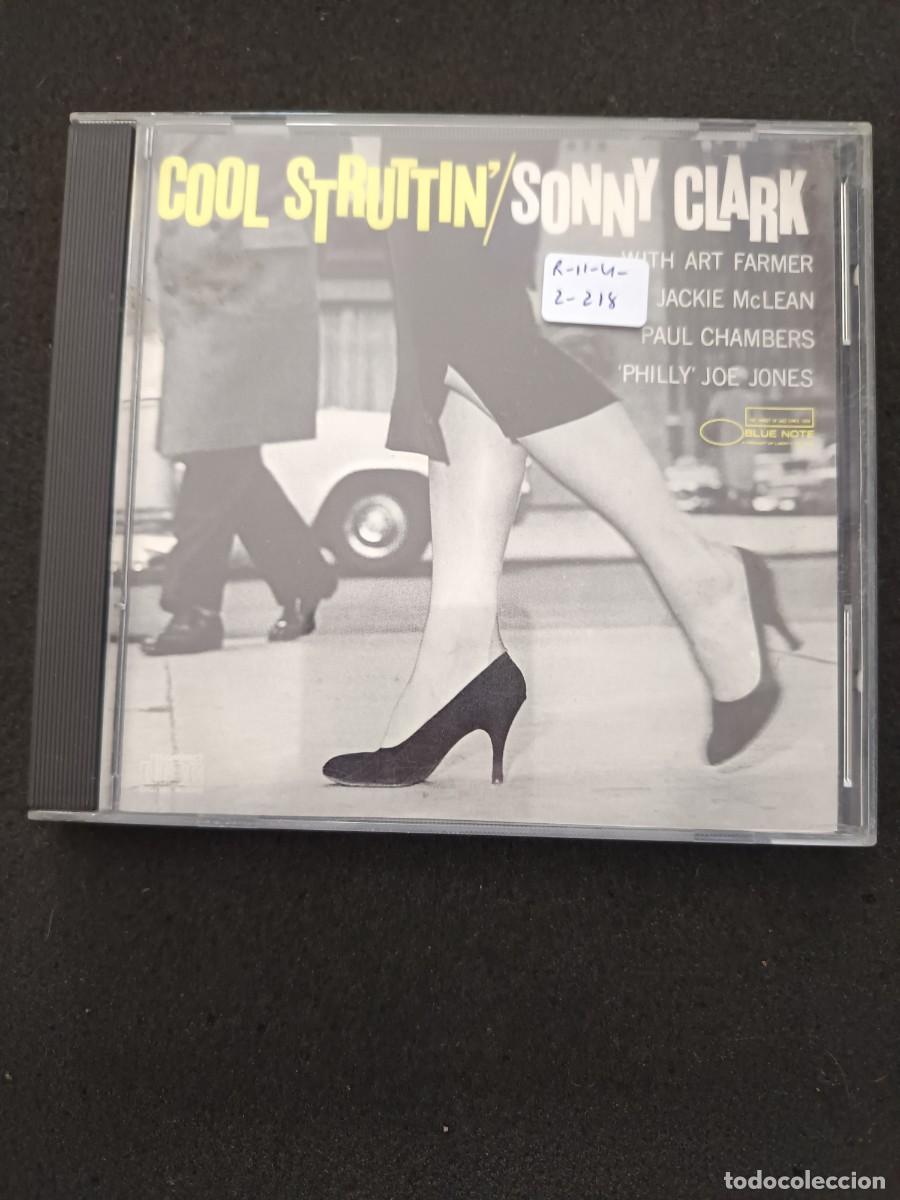 COOL STRUTTIN'/SONNY CLARK
WITH ART FARMER
R-11-4-
2-218
JACKIE McLEAN
PAUL CHAMBERS
'PHILLY' JOE JONES
BLUE NOTE
todocoleccion